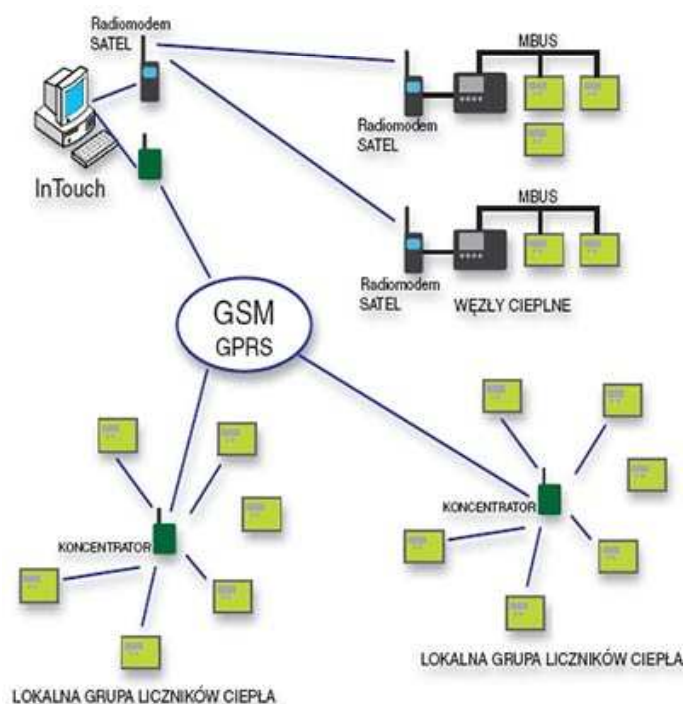 Radiomodem
SATEL
InTouch
MBUS
Radiomodem
SATEL
MBUS
Radiomodem
SATEL
WĘZŁY CIEPLNE
GSM
GPRS
KONCENTRATOR
KONCENTRATOR
LOKALNA GRUPA LICZNIKÓW CIEPŁA
LOKALNA GRUPA LICZNIKÓW CIEPŁA